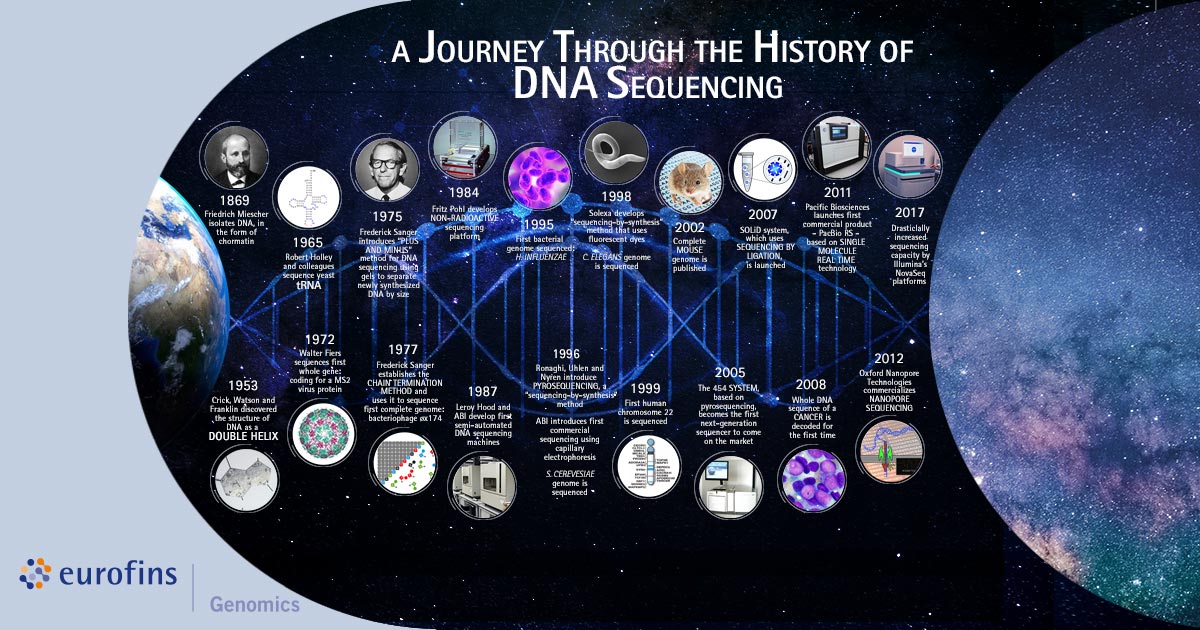 A JOURNEY THROUGH THE HISTORY OF
DNA SEQUENCING
1869
Friedrich Miescher
isolates DNA, in
the form of
chormatin
1965
Robert Holley
and colleagues
sequence yeast
tRNA
1975
Frederick Sanger
introduces "PLUS
AND MINUS"
method for DNA
sequencing using
gels to separate
newly synthesized
DNA by size
1984
Fritz Pohl develops
NON-RADIOACTIVE
sequencing
platform
1995
First bacterial
genome sequenced:
H. INFLUENZAE
1998
Solexa develops
"sequencing-by-synthesis"
method that uses
fluorescent dyes
C. ELEGANS genome
is sequenced
2002
Complete
MOUSE
genome is
published
2007
SOLiD system,
which uses
SEQUENCING BY
LIGATION,
is launched
2011
Pacific Biosciences
launches first
commercial product
- PacBio RS -
based on SINGLE
MOLECULE
REAL TIME
technology
2017
Drasticially
increased
sequencing
capacity by
Illumina's
NovaSeq
platforms
1953
Crick, Watson and
Franklin discovered
the structure of
DNA as a
DOUBLE HELIX
1972
Walter Fiers
sequences first
whole gene:
coding for a MS2
virus protein
1977
Frederick Sanger
establishes the
CHAIN TERMINATION
METHOD and
uses it to sequence
first complete genome:
bacteriophage øx174
1987
Leroy Hood and
ABI develop first
semi-automated
DNA sequencing
machines
1996
Ronaghi, Uhlen and
Nyren introduce
PYROSEQUENCING, a
"sequencing-by-synthesis"
method
ABI introduces first
commercial
sequencing using
capillary
electrophoresis
S. CEREVESIAE
genome is
sequenced
1999
First human
chromosome 22
is sequenced
2005
The 454 SYSTEM,
based on
pyrosequencing,
becomes the first
next-generation
sequencer to come
on the market
2008
Whole DNA
sequence of a
CANCER is
decoded for
the first time
2012
Oxford Nanopore
Technologies
commercializes
NANOPORE
SEQUENCING
eurofins
Genomics